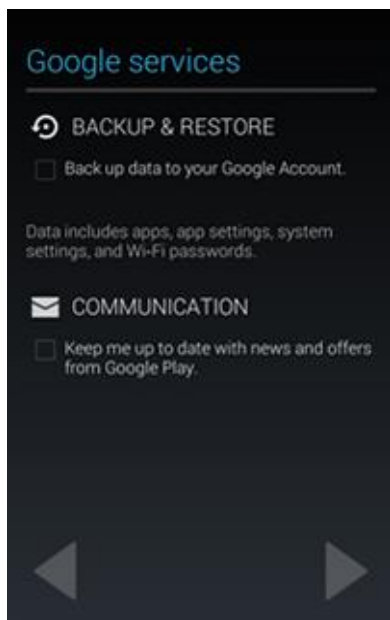 Google services
BACKUP & RESTORE
Back up data to your Google Account.
Data includes apps, app settings, system
settings, and Wi-Fi passwords.
COMMUNICATION
Keep me up to date with news and offers
from Google Play.